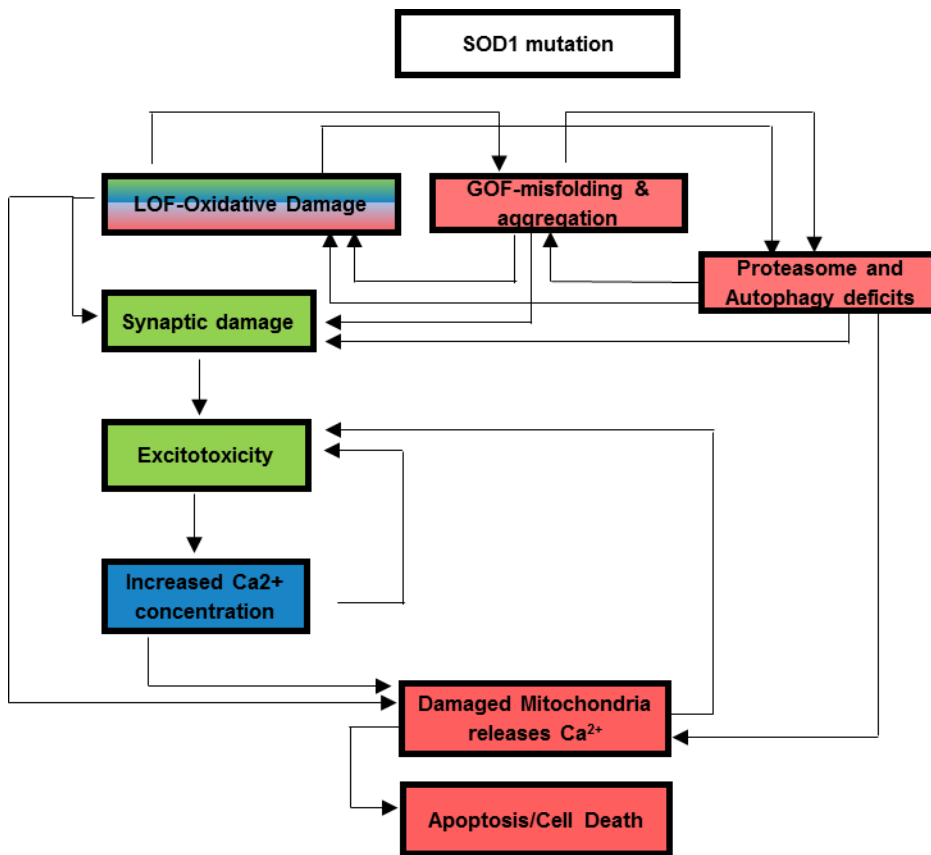 SOD1 mutation
LOF-Oxidative Damage
GOF-misfolding &
aggregation
Proteasome and
Autophagy deficits
Synaptic damage
Excitotoxicity
Increased Ca2+
concentration
Damaged Mitochondria
releases Ca²⁺
Apoptosis/Cell Death